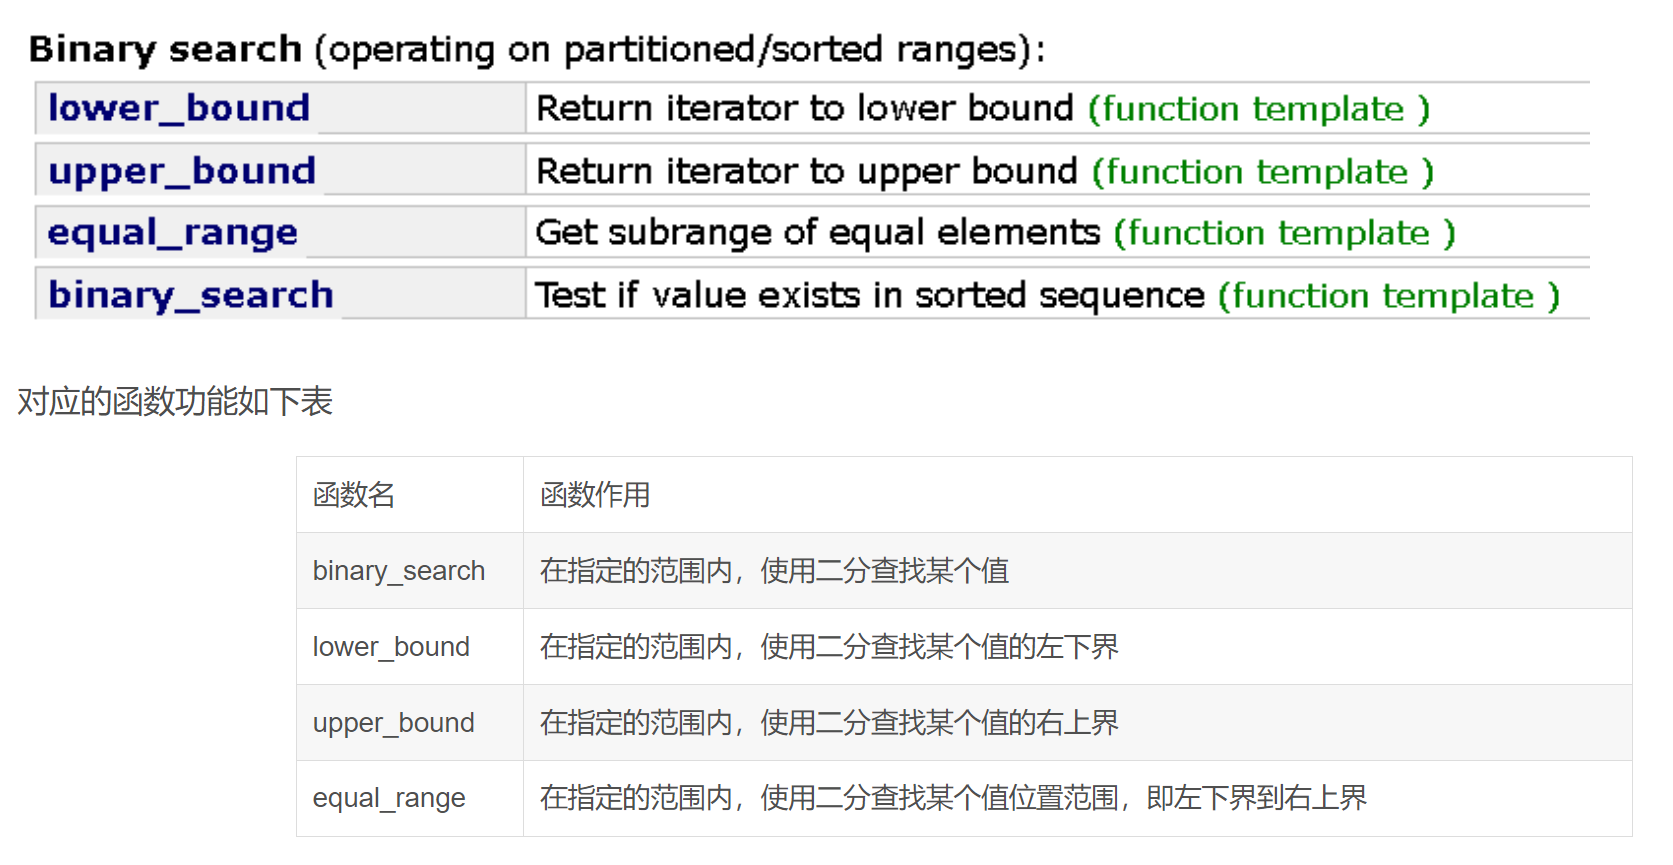 Binary search (operating on partitioned/sorted ranges):
lower_bound Return iterator to lower bound (function template )
upper_bound Return iterator to upper bound (function template )
equal_range Get subrange of equal elements (function template )
binary_search Test if value exists in sorted sequence (function template )
对应的函数功能如下表
函数名 函数作用
binary_search 在指定的范围内，使用二分查找某个值
lower_bound 在指定的范围内，使用二分查找某个值的左下界
upper_bound 在指定的范围内，使用二分查找某个值的右上界
equal_range 在指定的范围内，使用二分查找某个值位置范围，即左下界到右上界